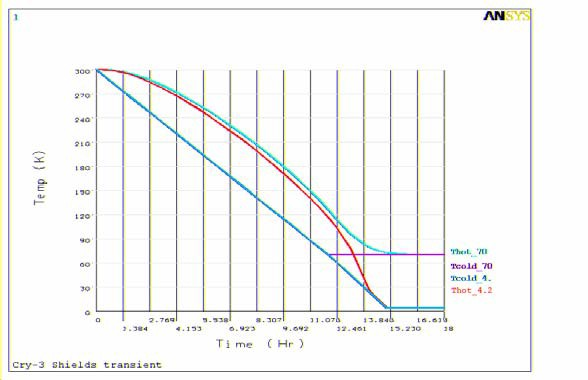 1
ANSYS
300
270
240
210
180
150
120
90
60
30
0
Temp (K)
Thot_70
Tcold_70
Tcold_4.
Thot_4.2
0 2.769 5.538 8.307 11.076 13.846 16.615
1.384 4.153 6.923 9.692 12.461 15.230 18
Time (Hr)
Cry-3 Shields transient